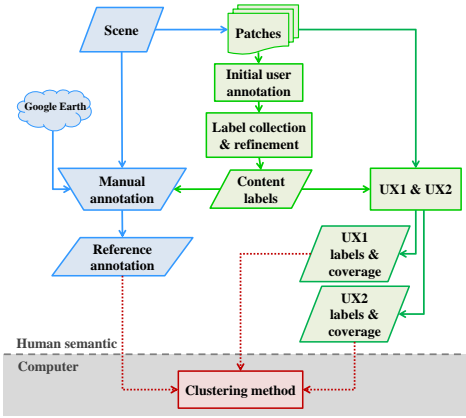 Scene
Patches
Initial user
annotation
Google Earth
Label collection
& refinement
Manual
annotation
Content
labels
UX1 & UX2
Reference
annotation
UX1
labels &
coverage
UX2
labels &
coverage
Human semantic
Computer
Clustering method